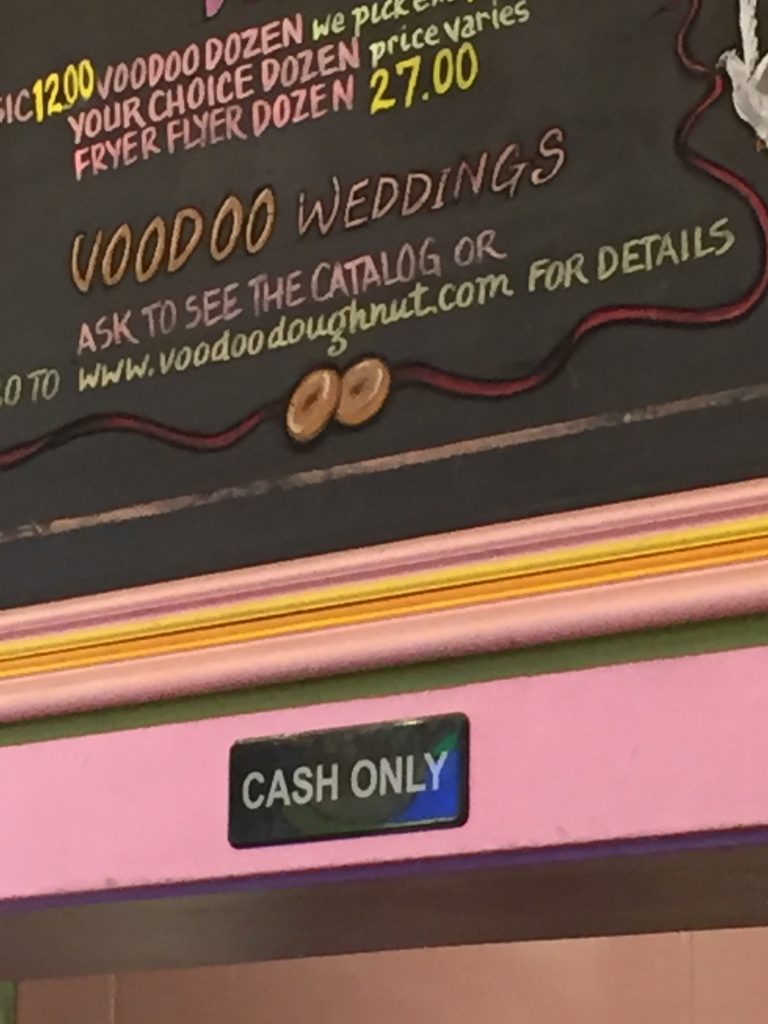 12.00 VOODOO DOZEN we pick
YOUR CHOICE DOZEN price varies
FRYER FLYER DOZEN 27.00
VOODOO WEDDINGS
ASK TO SEE THE CATALOG OR
TO www.voodoodoughnut.com FOR DETAILS
CASH ONLY